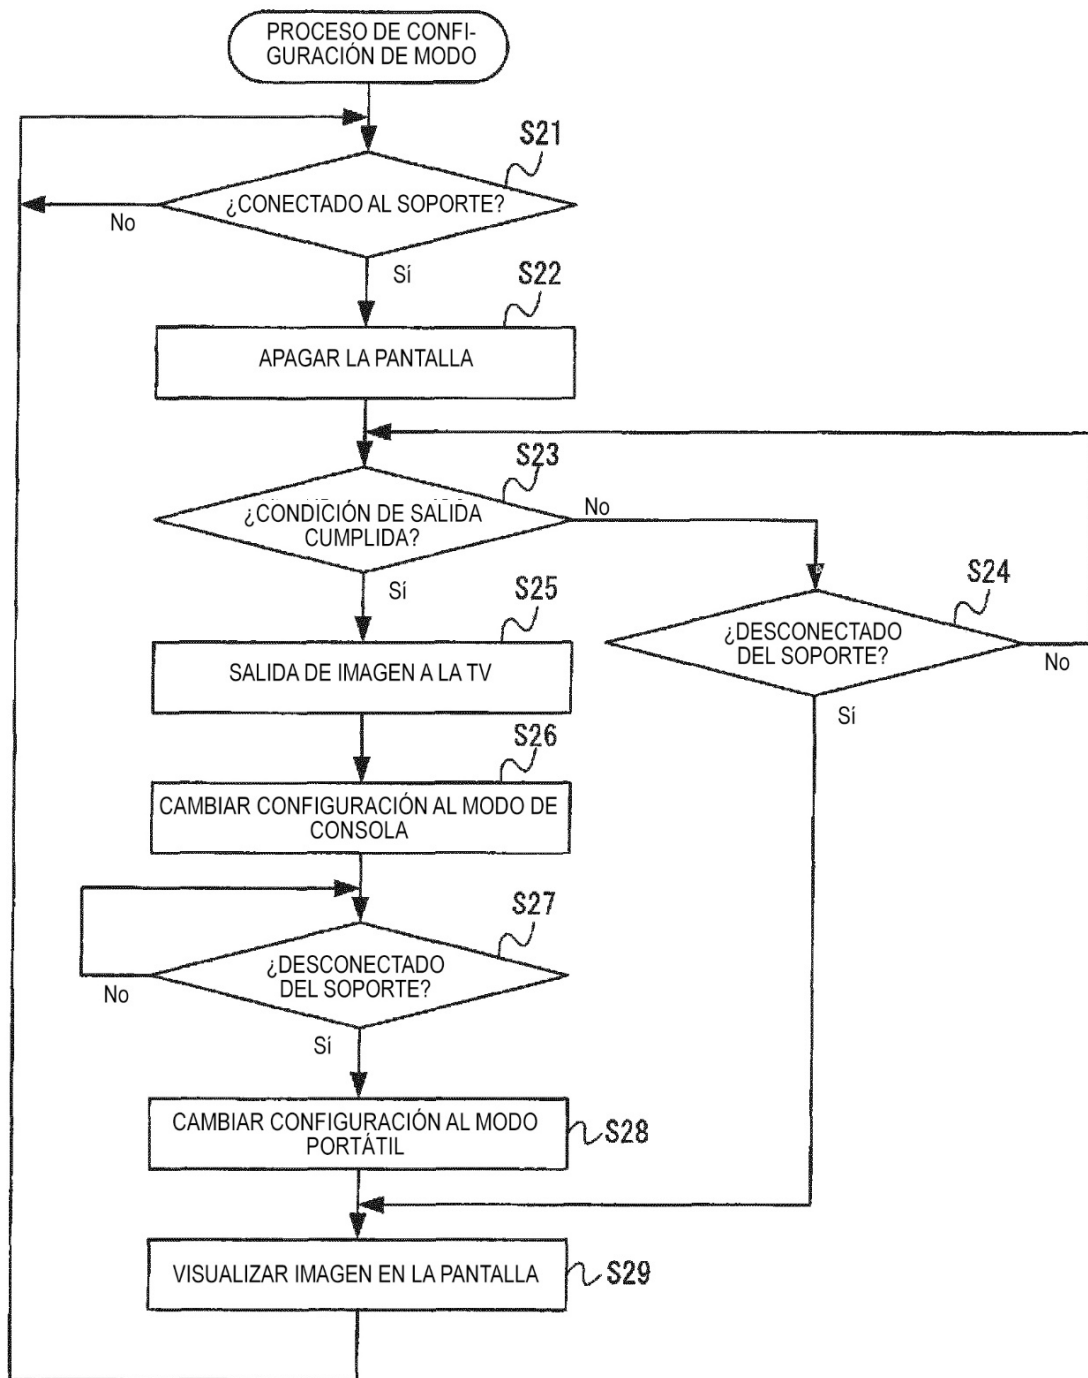 PROCESO DE CONFI-
GURACIÓN DE MODO
S21
¿CONECTADO AL SOPORTE?
No
Sí
S22
APAGAR LA PANTALLA
S23
¿CONDICIÓN DE SALIDA
CUMPLIDA?
No
Sí
S24
¿DESCONECTADO
DEL SOPORTE?
No
Sí
S25
SALIDA DE IMAGEN A LA TV
S26
CAMBIAR CONFIGURACIÓN AL MODO DE
CONSOLA
S27
¿DESCONECTADO
DEL SOPORTE?
No
Sí
CAMBIAR CONFIGURACIÓN AL MODO
PORTÁTIL
S28
VISUALIZAR IMAGEN EN LA PANTALLA
S29